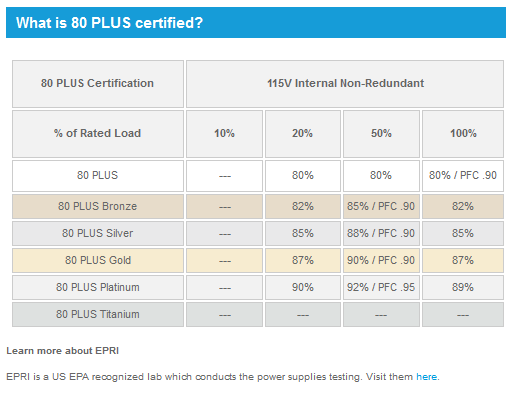 What is 80 PLUS certified?
80 PLUS Certification 115V Internal Non-Redundant
% of Rated Load 10% 20% 50% 100%
80 PLUS --- 80% 80% 80% / PFC .90
80 PLUS Bronze --- 82% 85% / PFC .90 82%
80 PLUS Silver --- 85% 88% / PFC .90 85%
80 PLUS Gold --- 87% 90% / PFC .90 87%
80 PLUS Platinum --- 90% 92% / PFC .95 89%
80 PLUS Titanium --- --- --- ---
Learn more about EPRI
EPRI is a US EPA recognized lab which conducts the power supplies testing. Visit them here.